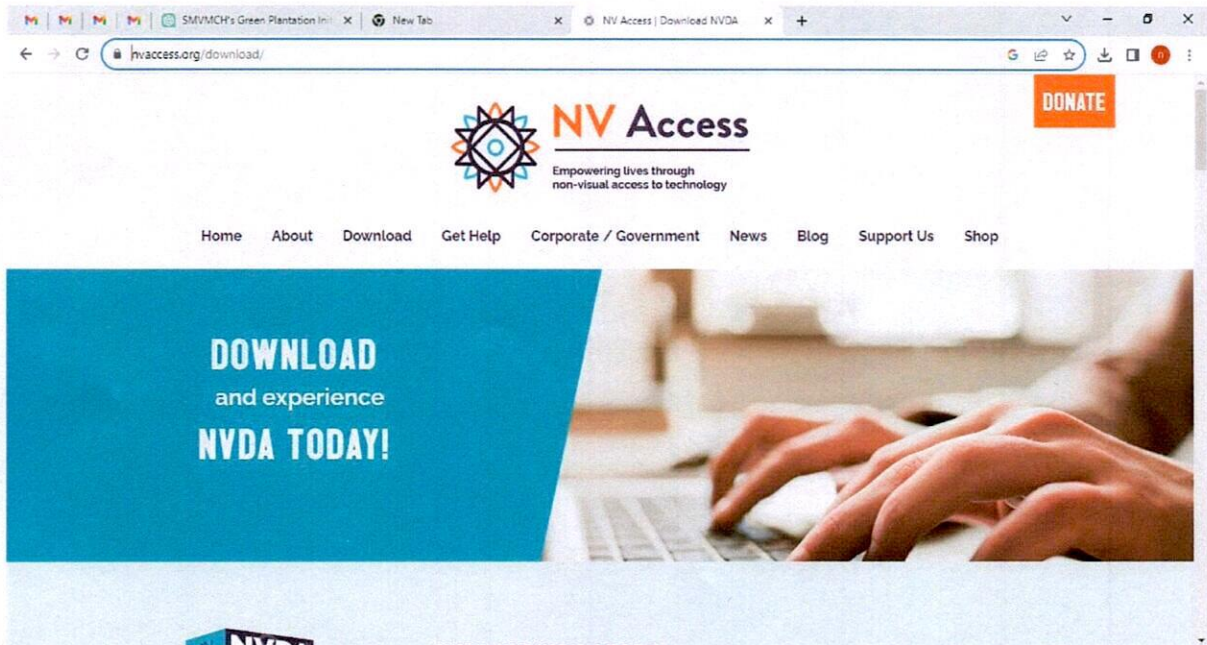 SMVMCH's Green Plantation Ini
New Tab
NV Access | Download NVDA
nvaccess.org/download/
DONATE
NV Access
Empowering lives through
non-visual access to technology
Home About Download Get Help Corporate / Government News Blog Support Us Shop
DOWNLOAD
and experience
NVDA TODAY!
NVDA